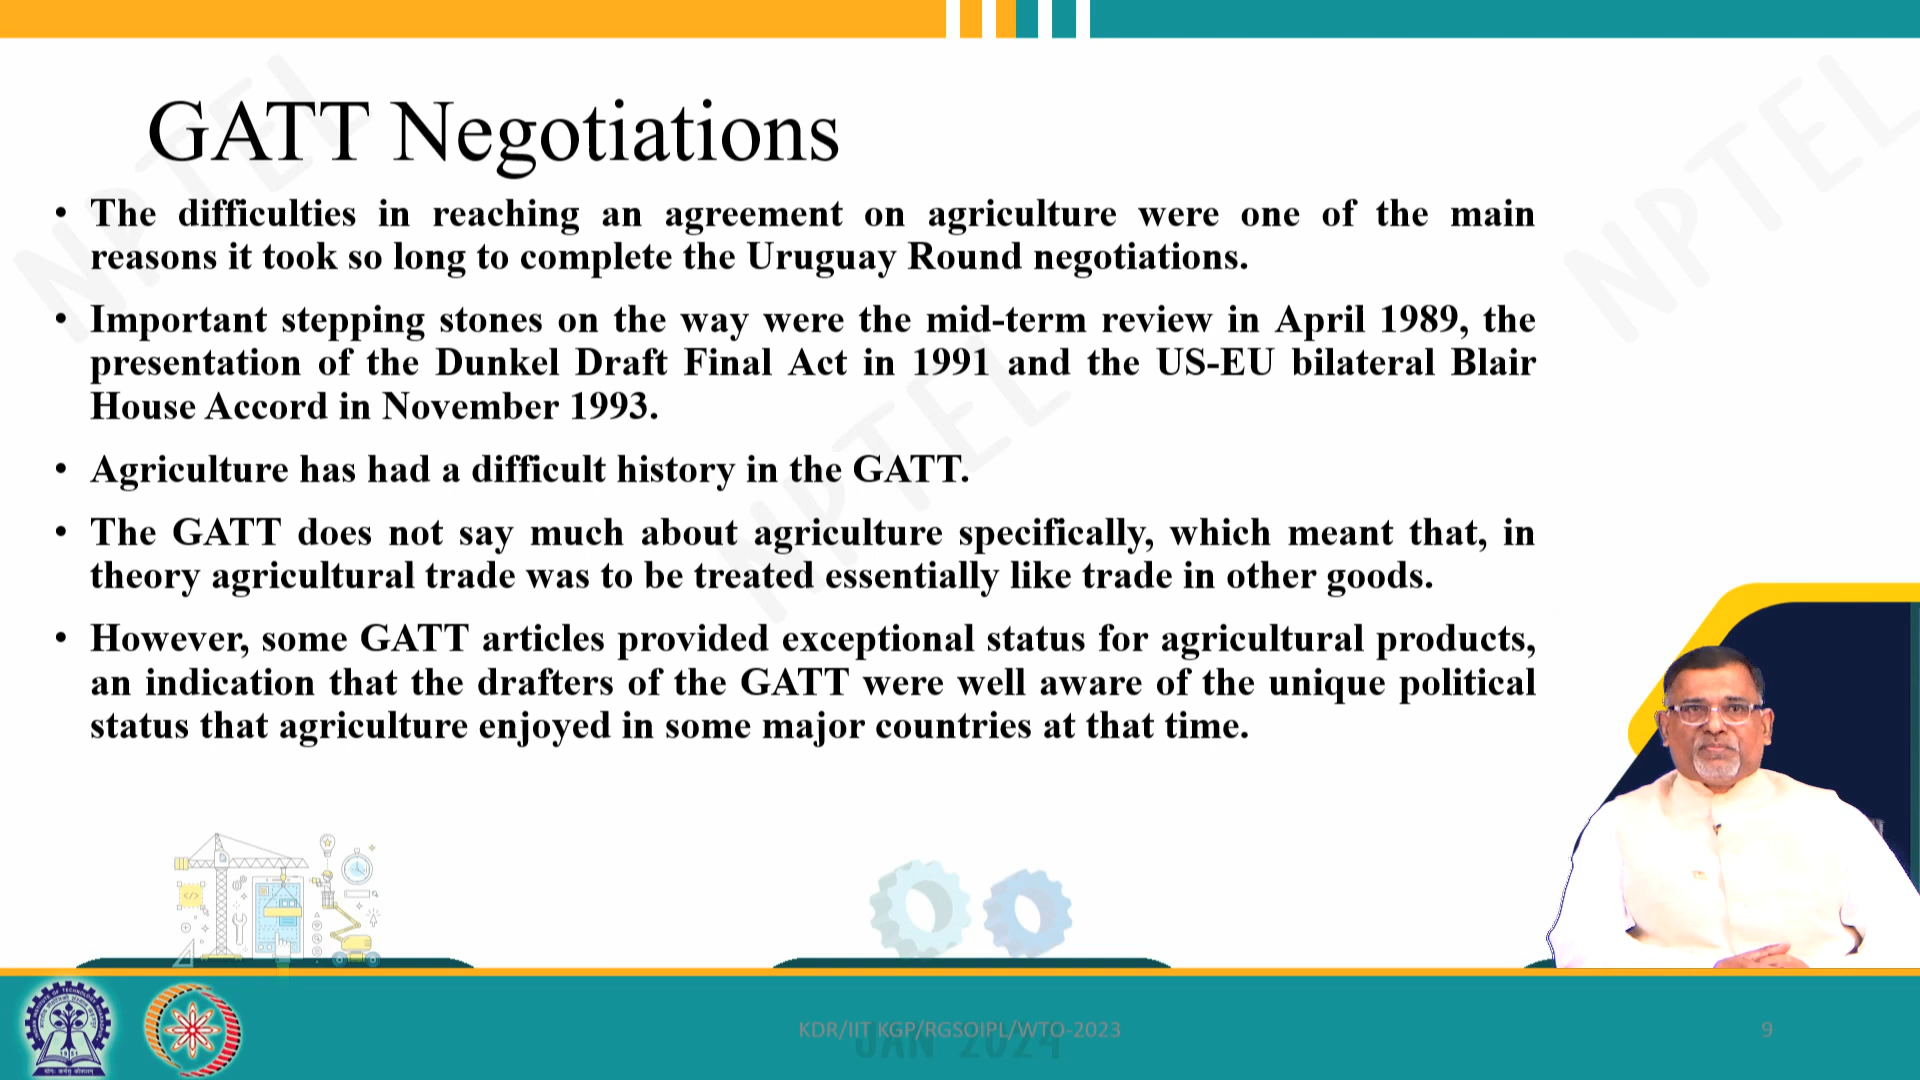 GATT Negotiations
• The difficulties in reaching an agreement on agriculture were one of the main
reasons it took so long to complete the Uruguay Round negotiations.
• Important stepping stones on the way were the mid-term review in April 1989, the
presentation of the Dunkel Draft Final Act in 1991 and the US-EU bilateral Blair
House Accord in November 1993.
• Agriculture has had a difficult history in the GATT.
• The GATT does not say much about agriculture specifically, which meant that, in
theory agricultural trade was to be treated essentially like trade in other goods.
• However, some GATT articles provided exceptional status for agricultural products,
an indication that the drafters of the GATT were well aware of the unique political
status that agriculture enjoyed in some major countries at that time.
NPTEL
NPTEL
NPTEL
KDR/IIT KGP/RGSOIPL/WTO-2023
JAN 2024
9